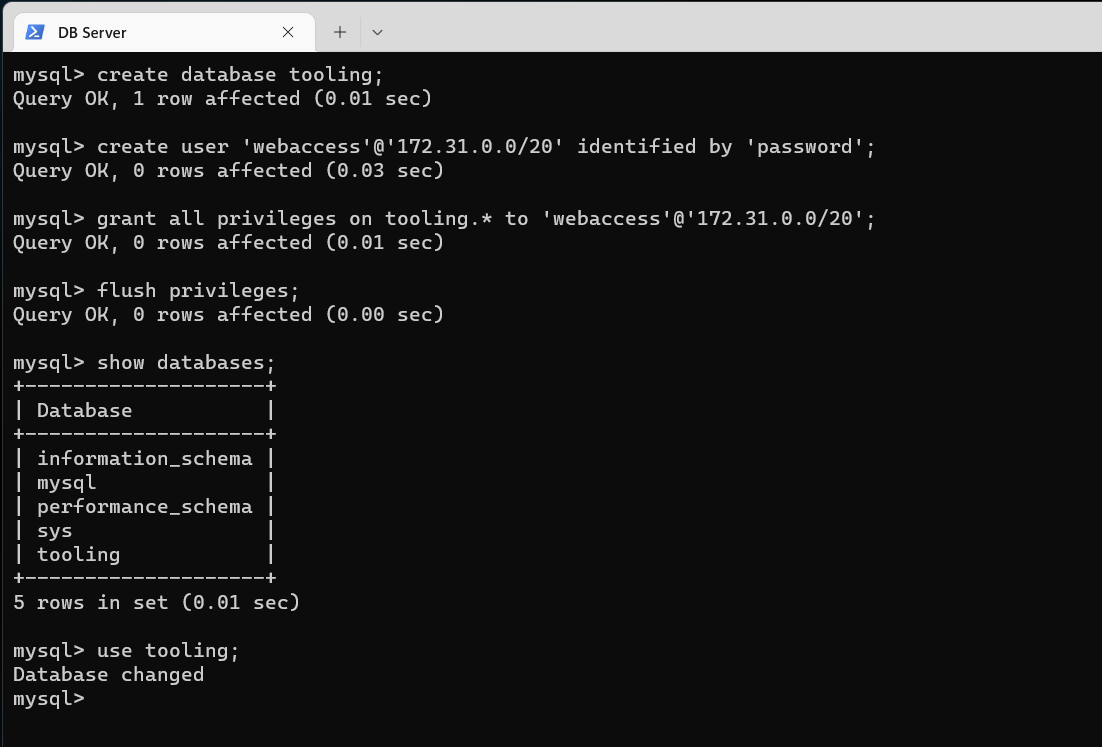 DB Server
mysql> create database tooling;
Query OK, 1 row affected (0.01 sec)
mysql> create user 'webaccess'@'172.31.0.0/20' identified by 'password';
Query OK, 0 rows affected (0.03 sec)
mysql> grant all privileges on tooling.* to 'webaccess'@'172.31.0.0/20';
Query OK, 0 rows affected (0.01 sec)
mysql> flush privileges;
Query OK, 0 rows affected (0.00 sec)
mysql> show databases;
+--------------------+
| Database           |
+--------------------+
| information_schema |
| mysql              |
| performance_schema |
| sys                |
| tooling            |
+--------------------+
5 rows in set (0.01 sec)
mysql> use tooling;
Database changed
mysql>